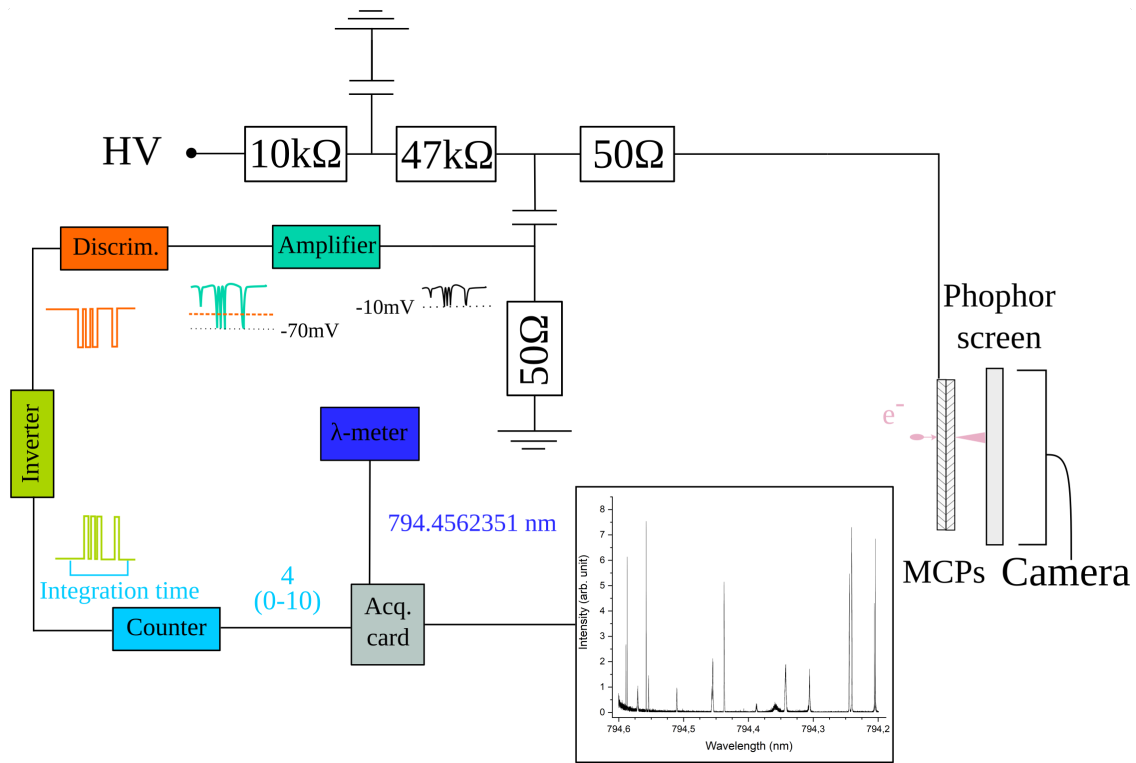 HV
10kΩ
47kΩ
50Ω
Discrim.
Amplifier
-70mV
-10mV
50Ω
Phophor
screen
e-
MCPs
Camera
Inverter
λ-meter
794.4562351 nm
Integration time
4
(0-10)
Counter
Acq.
card
Intensity (arb. unit)
8
7
6
5
4
3
2
1
0
794,6
794,5
794,4
794,3
794,2
Wavelength (nm)